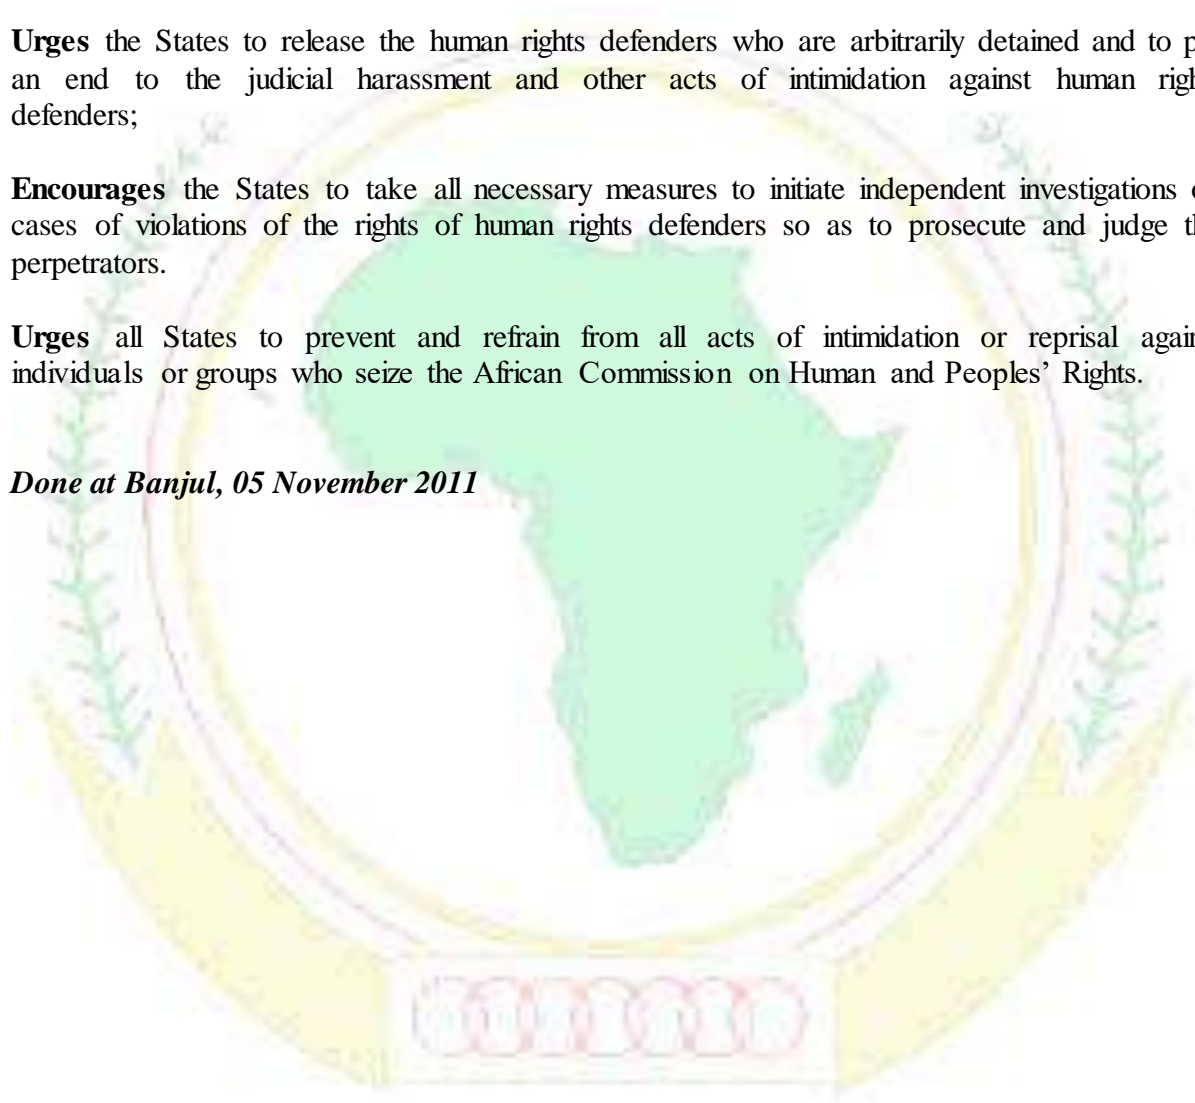 Urges the States to release the human rights defenders who are arbitrarily detained and to p
an end to the judicial harassment and other acts of intimidation against human righ
defenders;
Encourages the States to take all necessary measures to initiate independent investigations
cases of violations of the rights of human rights defenders so as to prosecute and judge th
perpetrators.
Urges all States to prevent and refrain from all acts of intimidation or reprisal again
individuals or groups who seize the African Commission on Human and Peoples’ Rights.
Done at Banjul, 05 November 2011